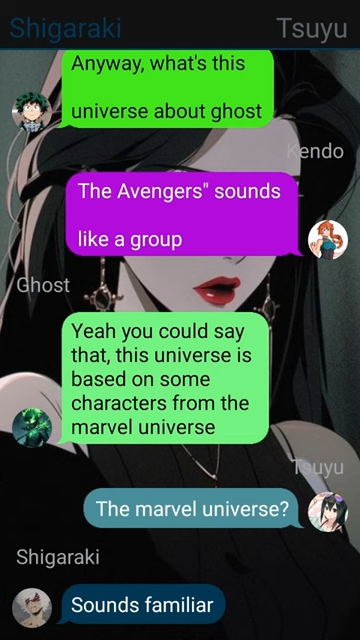 Shigaraki
Tsuyu
Anyway, what's this
universe about ghost
Kendo
The Avengers" sounds
like a group
Ghost
Yeah you could say
that, this universe is
based on some
characters from the
marvel universe
Tsuyu
The marvel universe?
Shigaraki
Sounds familiar